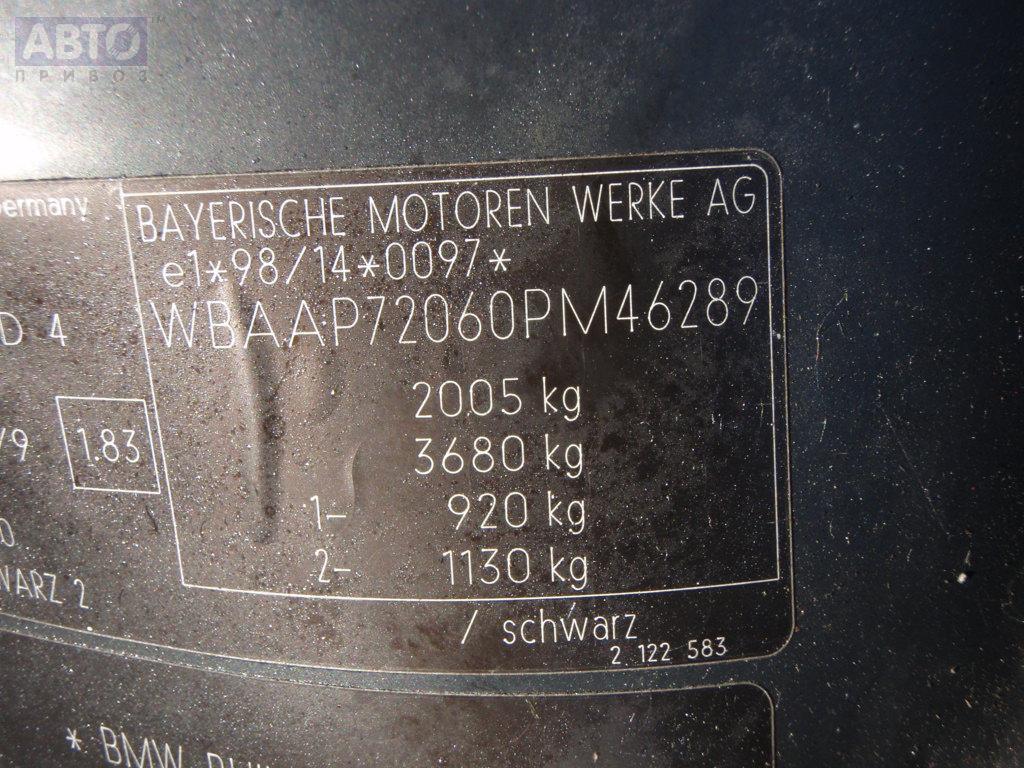 АВТО
ПРИВОЗ
Germany
BAYERISCHE MOTOREN WERKE AG
e1*98/14*0097*
WBAAP72060PM46289
D 4
2005 kg
/9 1.83
3680 kg
1- 920 kg
0
2- 1130 kg
WARZ 2
/ schwarz
2 122 583
* BMW